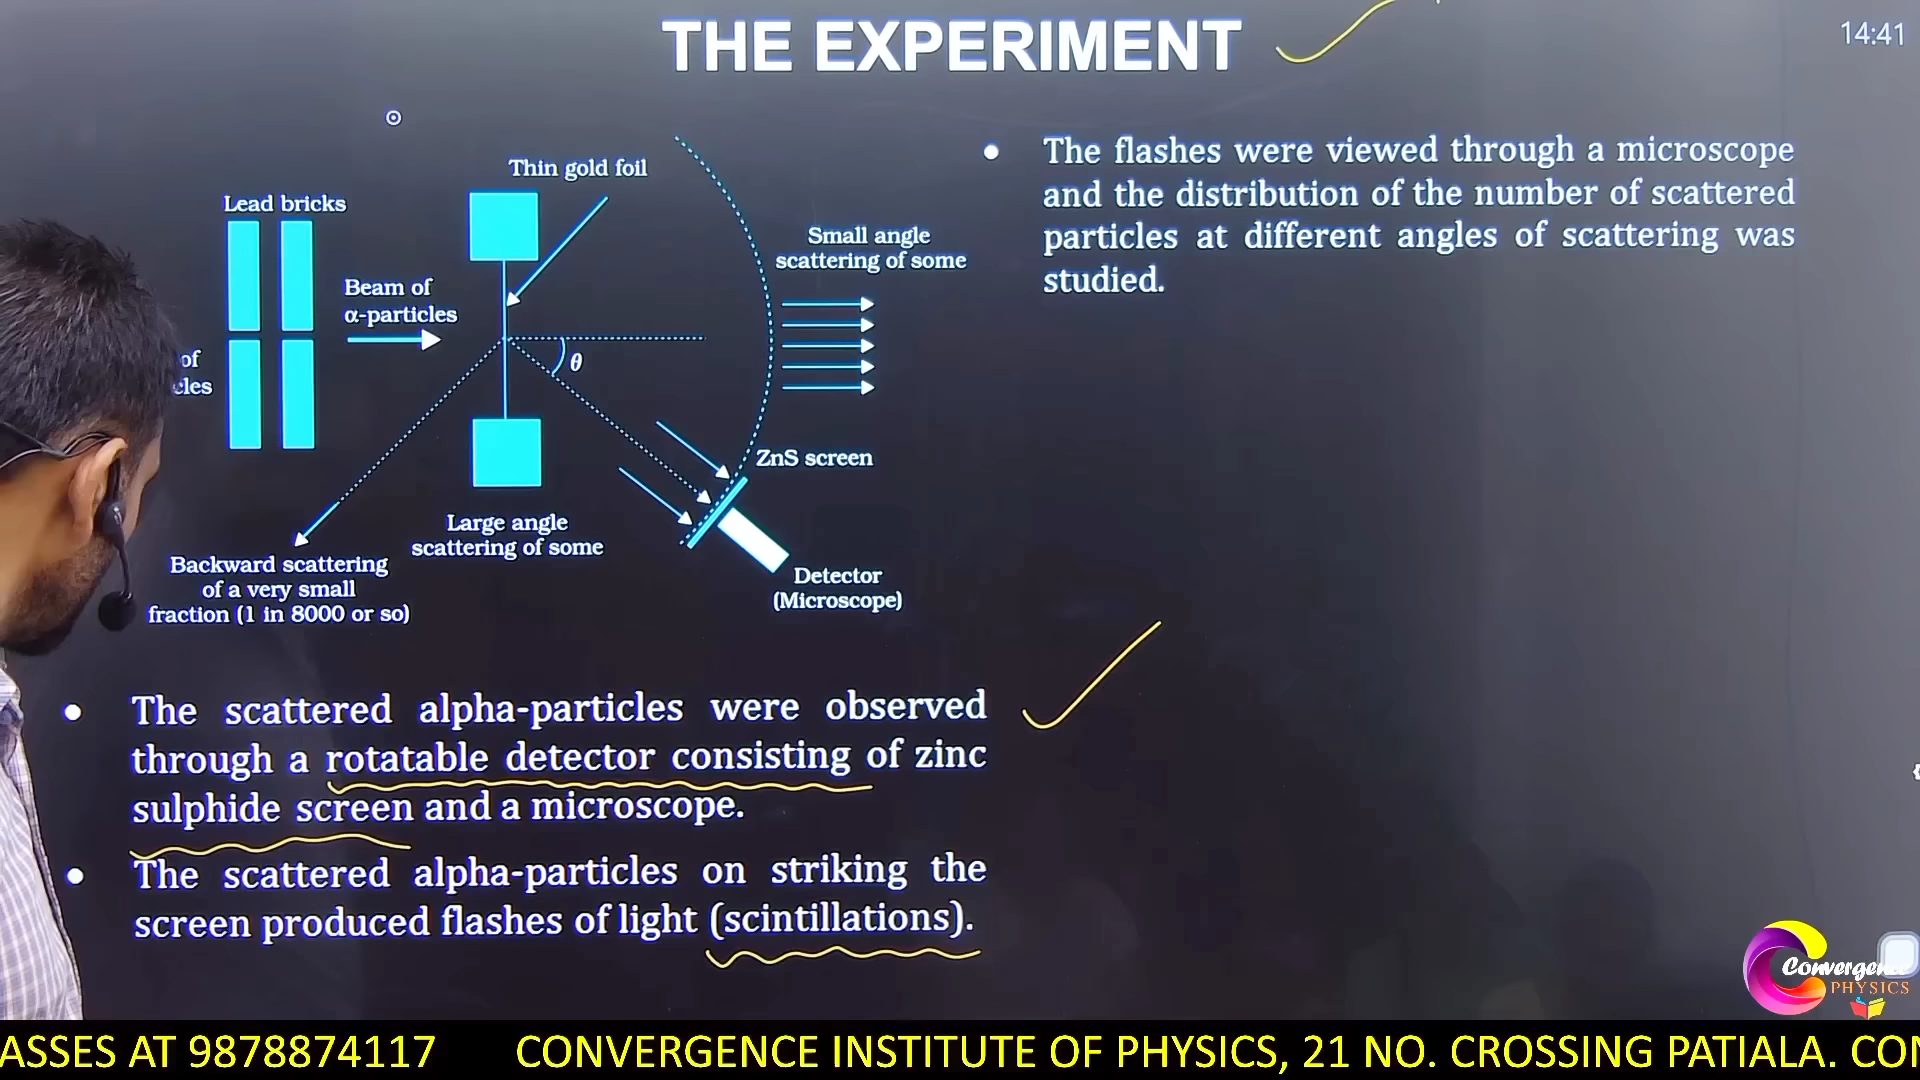 THE EXPERIMENT
14:41
Thin gold foil
Lead bricks
Beam of
α-particles
of
cles
θ
Small angle
scattering of some
ZnS screen
Large angle
scattering of some
Backward scattering
of a very small
fraction (1 in 8000 or so)
Detector
(Microscope)
• The scattered alpha-particles were observed
through a rotatable detector consisting of zinc
sulphide screen and a microscope.
• The scattered alpha-particles on striking the
screen produced flashes of light (scintillations).
• The flashes were viewed through a microscope
and the distribution of the number of scattered
particles at different angles of scattering was
studied.
Convergence
PHYSICS
ASSES AT 9878874117 CONVERGENCE INSTITUTE OF PHYSICS, 21 NO. CROSSING PATIALA. CON